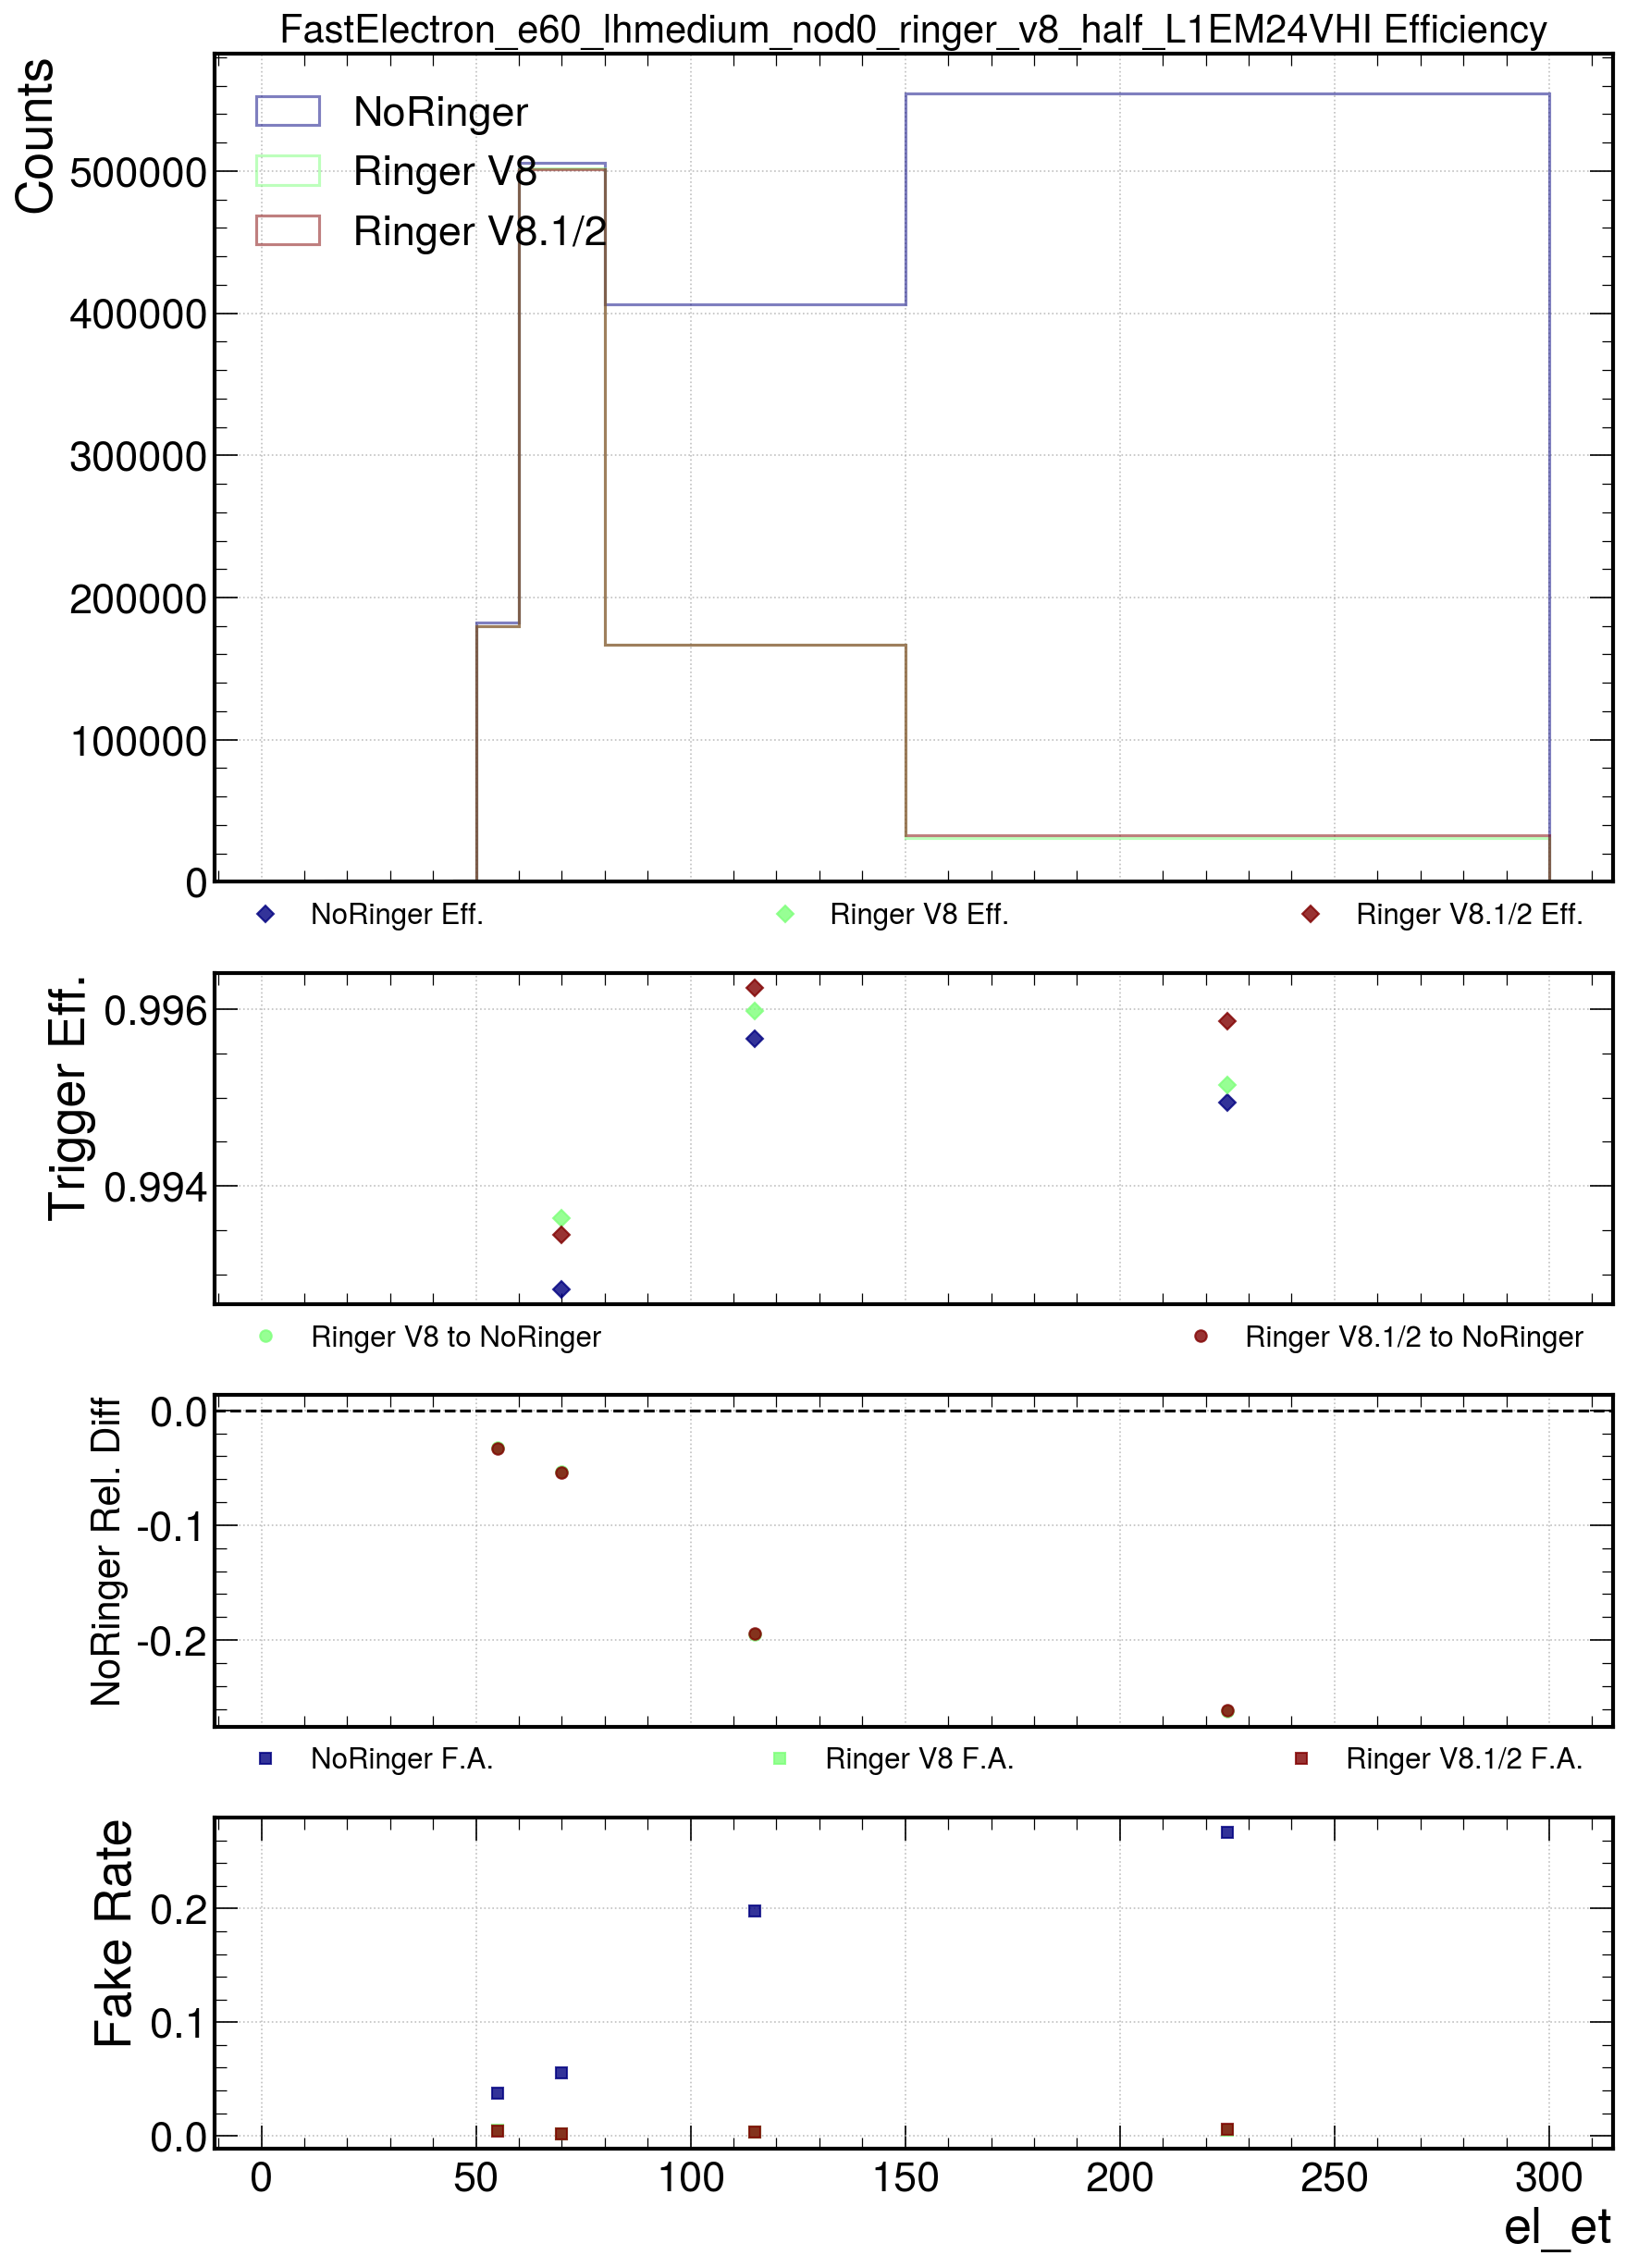 FastElectron_e60_lhmedium_nod0_ringer_v8_half_L1EM24VHI Efficiency
Counts
NoRinger
Ringer V8
Ringer V8.1/2
500000
400000
300000
200000
100000
0
NoRinger Eff.
Ringer V8 Eff.
Ringer V8.1/2 Eff.
Trigger Eff.
0.996
0.994
Ringer V8 to NoRinger
Ringer V8.1/2 to NoRinger
NoRinger Rel. Diff
0.0
-0.1
-0.2
NoRinger F.A.
Ringer V8 F.A.
Ringer V8.1/2 F.A.
Fake Rate
0.2
0.1
0.0
0 50 100 150 200 250 300
el_et